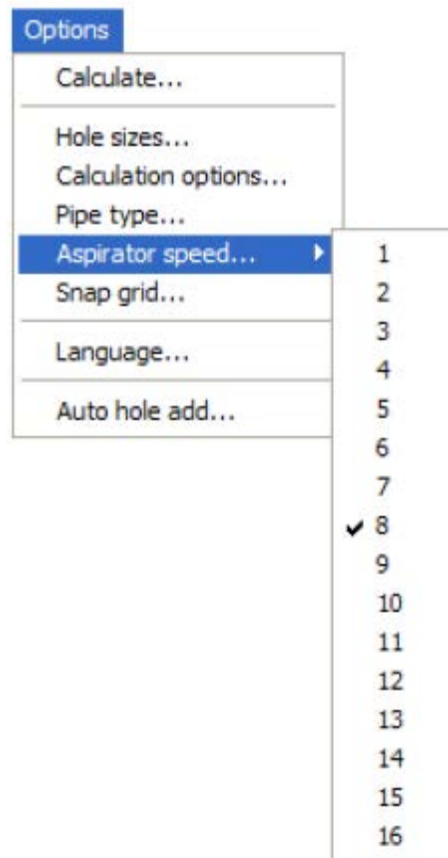 Options
Calculate...
Hole sizes...
Calculation options...
Pipe type...
Aspirator speed...
Snap grid...
Language...
Auto hole add...
1
2
3
4
5
6
7
8
9
10
11
12
13
14
15
16